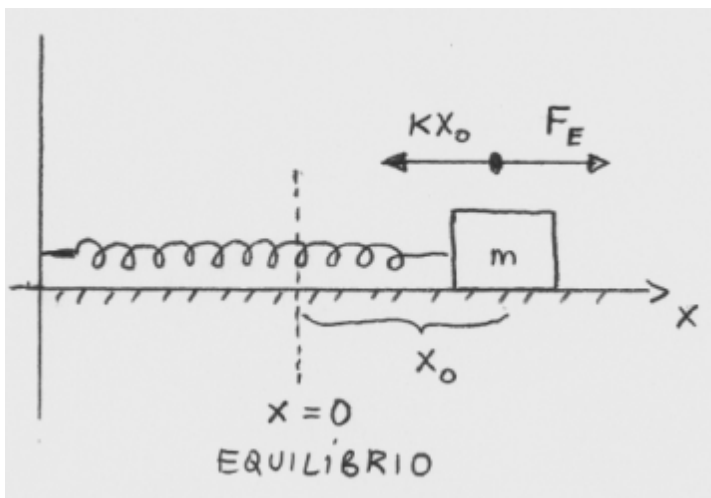 KX₀
F_E
m
X
X₀
X = 0
EQUILÍBRIO